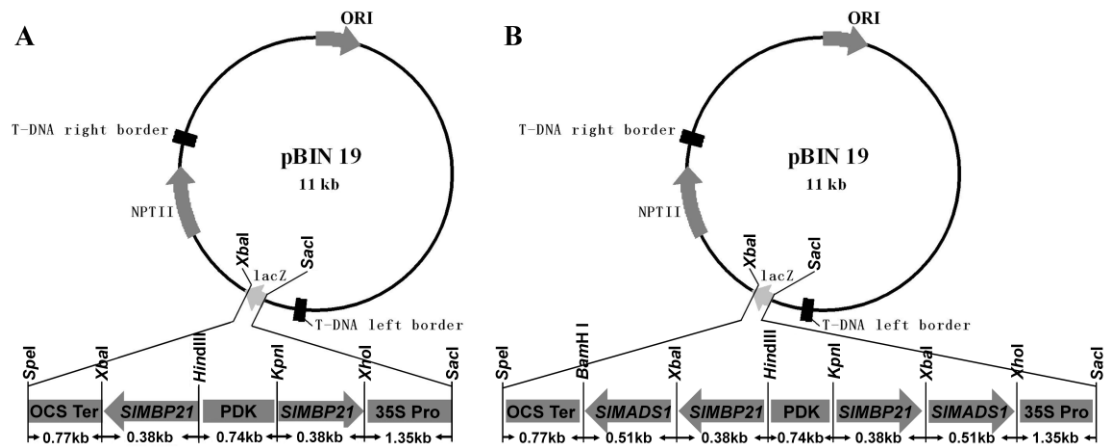 A
ORI
T-DNA right border
pBIN 19
11 kb
NPTII
XbaI
lacZ
SacI
T-DNA left border
SpeI
XbaI
HindIII
KpnI
XhoI
SacI
OCS Ter
SlMBP21
PDK
SlMBP21
35S Pro
0.77kb
0.38kb
0.74kb
0.38kb
1.35kb
B
ORI
T-DNA right border
pBIN 19
11 kb
NPTII
XbaI
lacZ
SacI
T-DNA left border
SpeI
BamH I
XbaI
HindIII
KpnI
XbaI
XhoI
SacI
OCS Ter
SlMADS1
SlMBP21
PDK
SlMBP21
SlMADS1
35S Pro
0.77kb
0.51kb
0.38kb
0.74kb
0.38kb
0.51kb
1.35kb